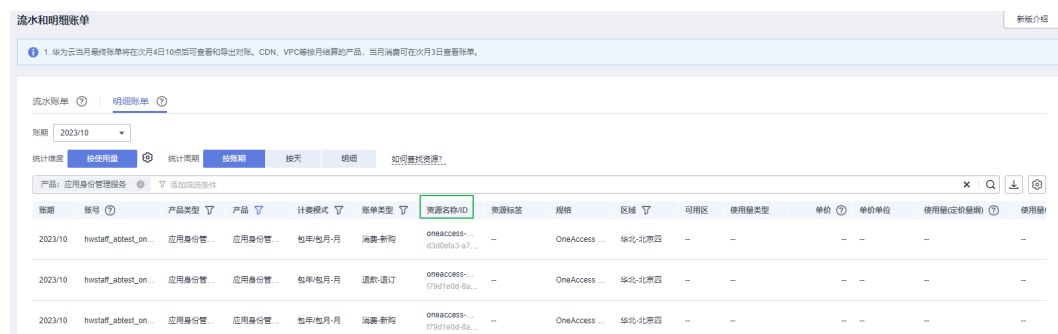 流水和明细账单
新版介绍
1. 华为云当月最终账单将在次月4日10点后可查看和导出对账。CDN、VPC等按月结算的产品，当月消费可在次月3日查看账单。
流水账单 明细账单
账期 2023/10
统计维度 按使用量 统计周期 按账期 按天 明细 如何查找资源?
产品: 应用身份管理服务 添加筛选条件
账期 账号 产品类型 产品 计费模式 账单类型 资源名称/ID 资源标签 规格 区域 可用区 使用量类型 单价 单价单位 使用量(定价量纲) 使用量
2023/10 hwstaff_abtest_on... 应用身份管... 应用身份管... 包年/包月-月 消费-新购 oneaccess-... -- OneAccess ... 华北-北京四 -- -- -- -- -- --
d3d0efa3-a7...
2023/10 hwstaff_abtest_on... 应用身份管... 应用身份管... 包年/包月-月 退款-退订 oneaccess-... -- OneAccess ... 华北-北京四 -- -- -- -- -- --
f79d1e0d-8a...
2023/10 hwstaff_abtest_on... 应用身份管... 应用身份管... 包年/包月-月 消费-新购 oneaccess-... -- OneAccess ... 华北-北京四 -- -- -- -- -- --
f79d1e0d-8a...